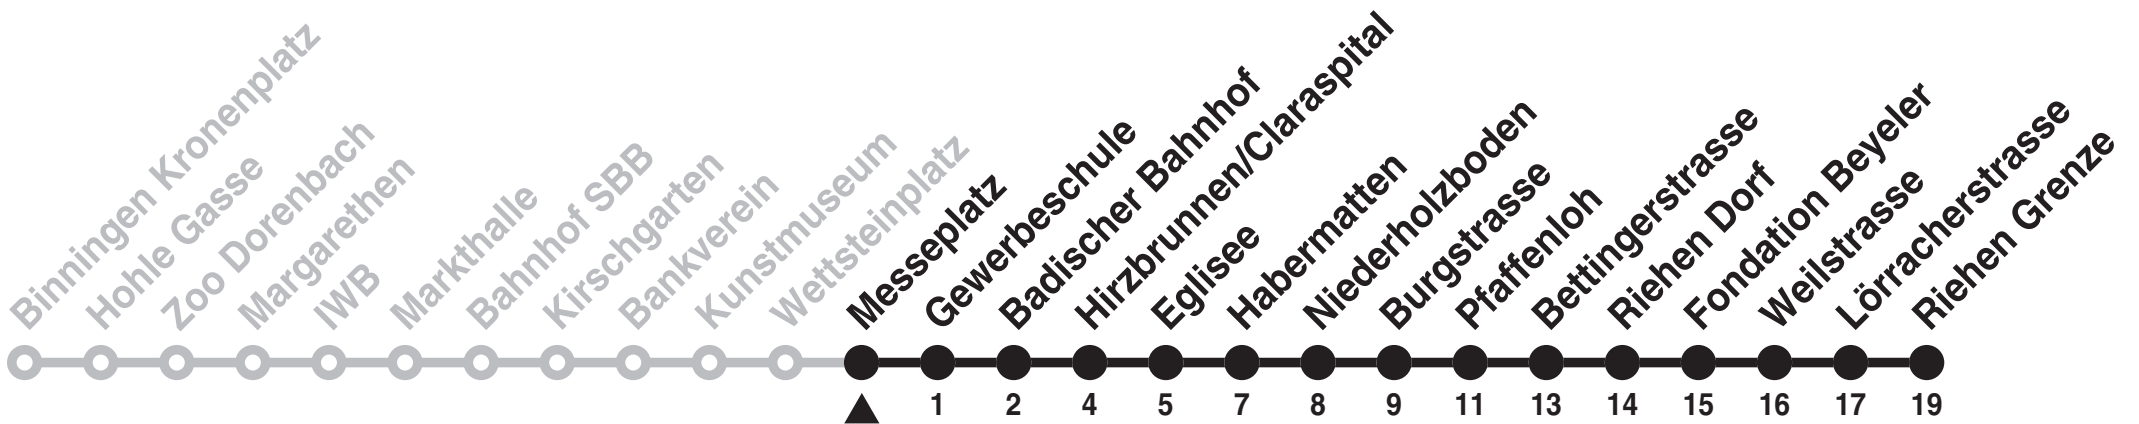 Binningen Kronenplatz
Hohle Gasse
Zoo Dorenbach
Margarethen
IWB
Markthalle
Bahnhof SBB
Kirschgarten
Bankverein
Kunstmuseum
Wettsteinplatz
Messeplatz
Gewerbeschule
Badischer Bahnhof
Hirzbrunnen/Claraspital
Eglisee
Habermatten
Niederholzboden
Burgstrasse
Pfaffenloh
Bettingerstrasse
Riehen Dorf
Fondation Beyeler
Weilstrasse
Lörracherstrasse
Riehen Grenze
1 2 4 5 7 8 9 11 13 14 15 16 17 19